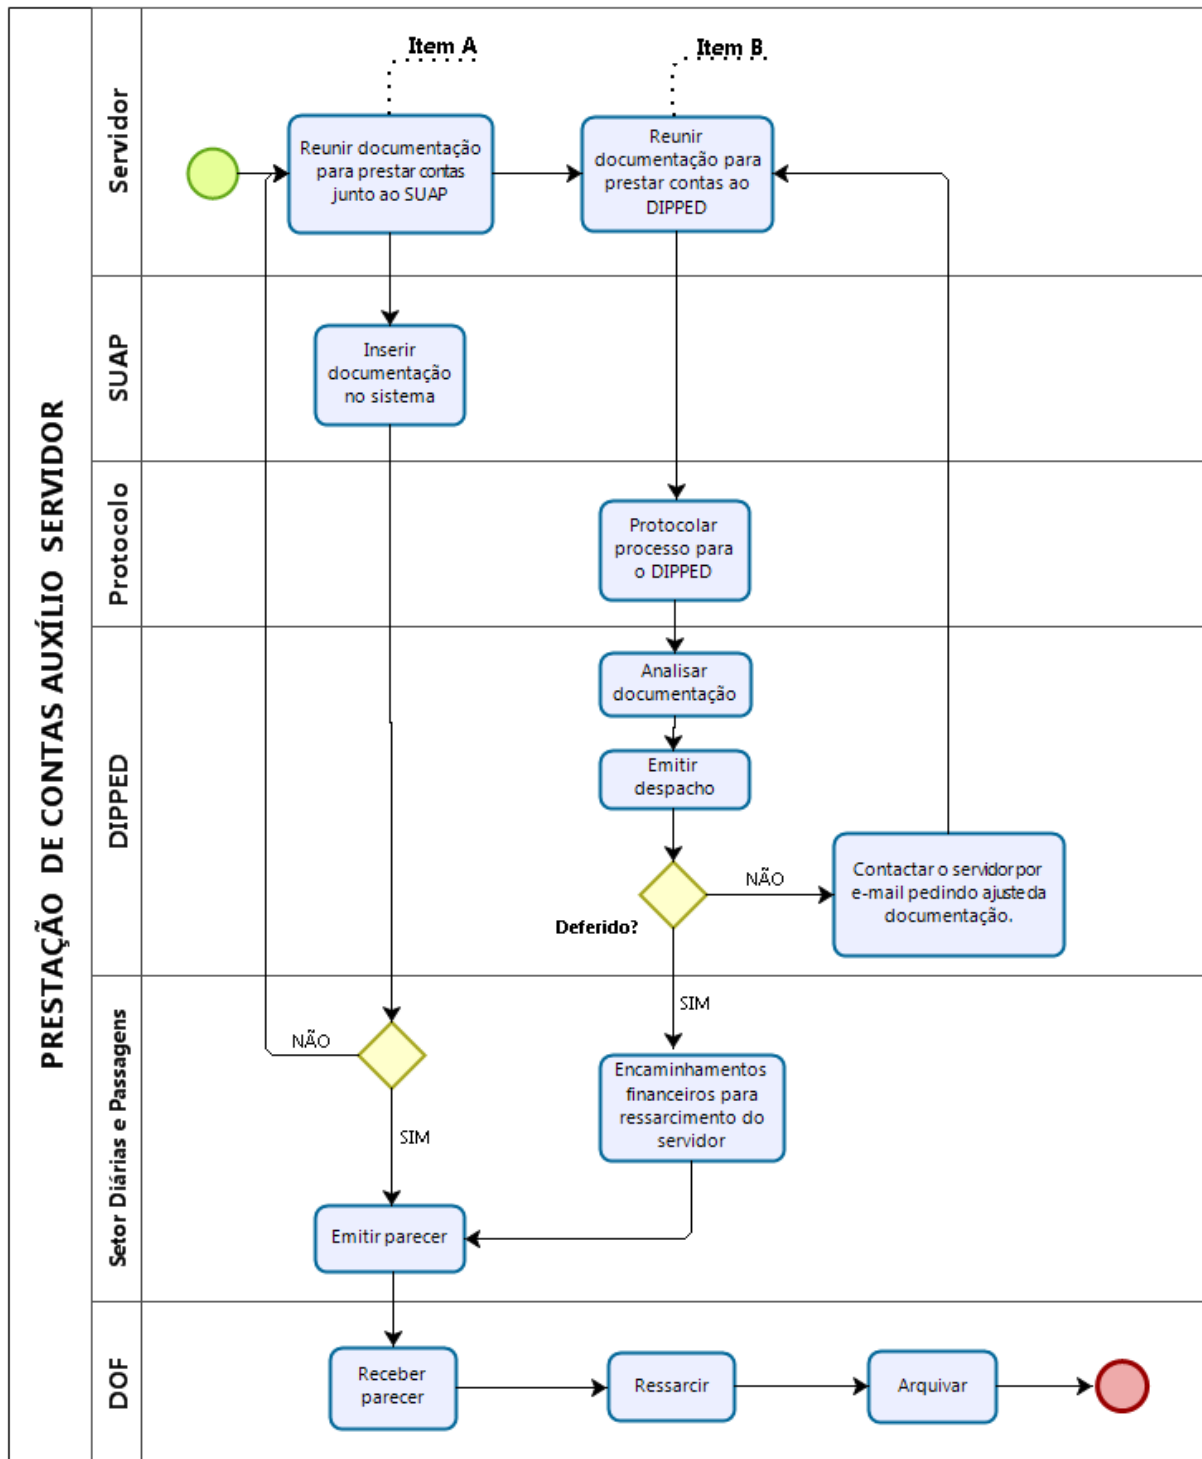 PRESTAÇÃO DE CONTAS AUXÍLIO SERVIDOR
Servidor
Item A
Item B
Reunir documentação
para prestar contas
junto ao SUAP
Reunir
documentação para
prestar contas ao
DIPPED
SUAP
Inserir
documentação
no sistema
Protocolo
Protocolar
processo para
o DIPPED
DIPPED
Analisar
documentação
Emitir
despacho
Deferido?
NÃO
Contactar o servidor por
e-mail pedindo ajuste da
documentação.
SIM
Setor Diárias e Passagens
NÃO
SIM
Encaminhamentos
financeiros para
ressarcimento do
servidor
Emitir parecer
DOF
Receber
parecer
Ressarcir
Arquivar